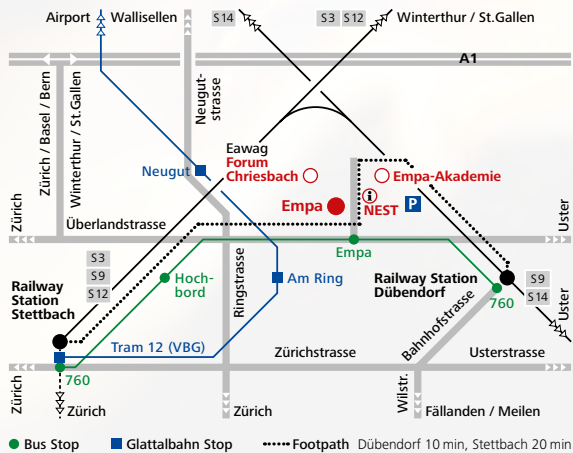 Airport
Wallisellen
S14
S3 S12
Winterthur / St.Gallen
A1
Zürich / Basel / Bern
Winterthur / St.Gallen
Neugut-
strasse
Eawag
Forum
Chriesbach
Neugut
Empa-Akademie
i
NEST
P
Empa
Zürich
Überlandstrasse
Uster
Empa
S3
S9
S12
Hoch-
bord
Ringstrasse
Am Ring
Railway
Station
Stettbach
Railway Station
Dübendorf
S9
S14
760
Uster
Bahnhofstrasse
Tram 12 (VBG)
Zürichstrasse
Usterstrasse
760
Zürich
Zürich
Zürich
Wilstr.
Fällanden / Meilen
Bus Stop
Glattalbahn Stop
Footpath Dübendorf 10 min, Stettbach 20 min